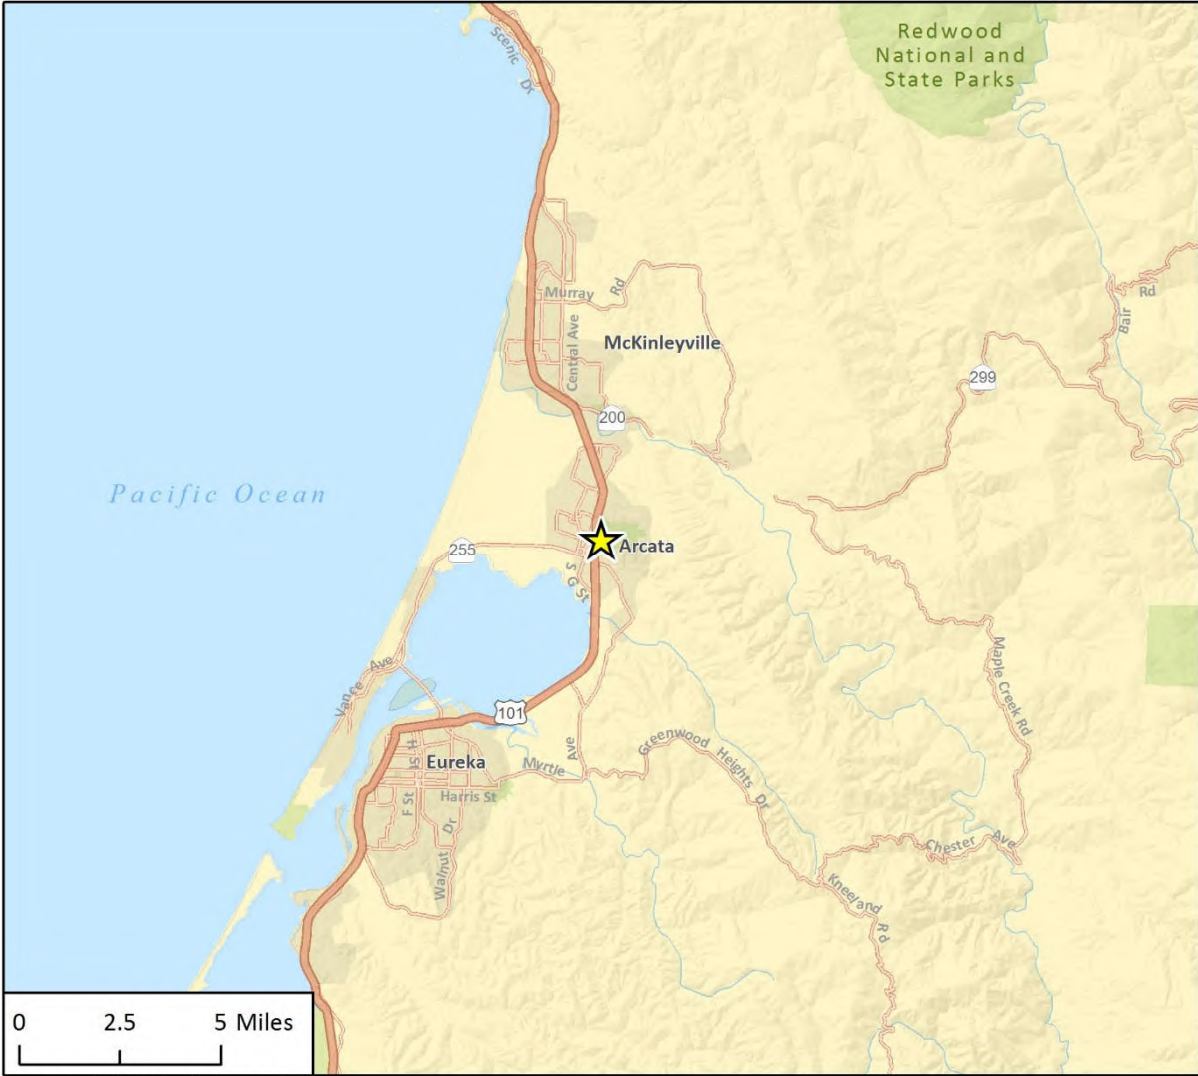 Redwood
National and
State Parks
Scenic Dr
Murray Rd
Bair Rd
Central Ave
McKinleyville
299
200
Pacific Ocean
255
Arcata
S G St
Maple Creek Rd
Vance Ave
101
Greenwood Heights Dr
H St
Eureka
Myrtle Ave
F St
Harris St
Walnut Dr
Chester Ave
Kneeland Rd
0 2.5 5 Miles